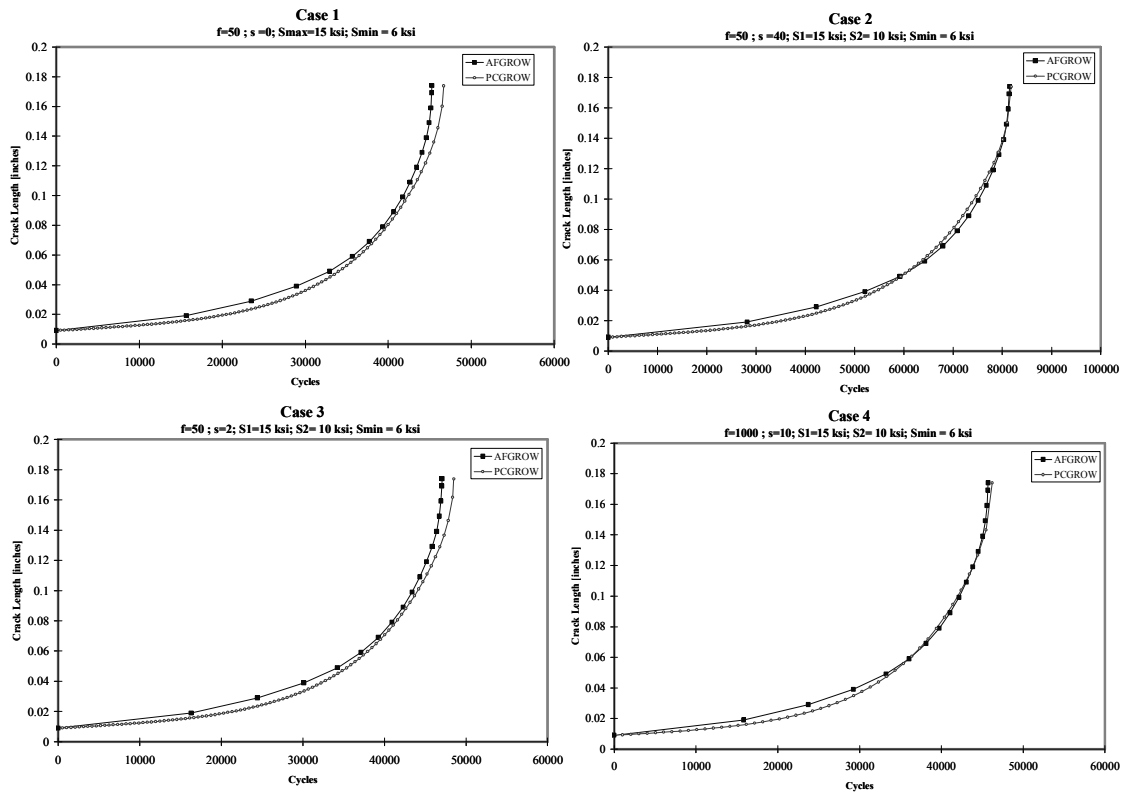 Case 1
f=50 ; s =0; Smax=15 ksi; Smin = 6 ksi
AFGROW
PCGROW
Crack Length [inches]
0.2
0.18
0.16
0.14
0.12
0.1
0.08
0.06
0.04
0.02
0
0 10000 20000 30000 40000 50000 60000
Cycles
Case 2
f=50 ; s =40; S1=15 ksi; S2= 10 ksi; Smin = 6 ksi
AFGROW
PCGROW
Crack Length [inches]
0.2
0.18
0.16
0.14
0.12
0.1
0.08
0.06
0.04
0.02
0
0 10000 20000 30000 40000 50000 60000 70000 80000 90000 100000
Cycles
Case 3
f=50 ; s=2; S1=15 ksi; S2= 10 ksi; Smin = 6 ksi
AFGROW
PCGROW
Crack Length [inches]
0.2
0.18
0.16
0.14
0.12
0.1
0.08
0.06
0.04
0.02
0
0 10000 20000 30000 40000 50000 60000
Cycles
Case 4
f=1000 ; s=10; S1=15 ksi; S2= 10 ksi; Smin = 6 ksi
AFGROW
PCGROW
Crack Length [inches]
0.2
0.18
0.16
0.14
0.12
0.1
0.08
0.06
0.04
0.02
0
0 10000 20000 30000 40000 50000 60000
Cycles